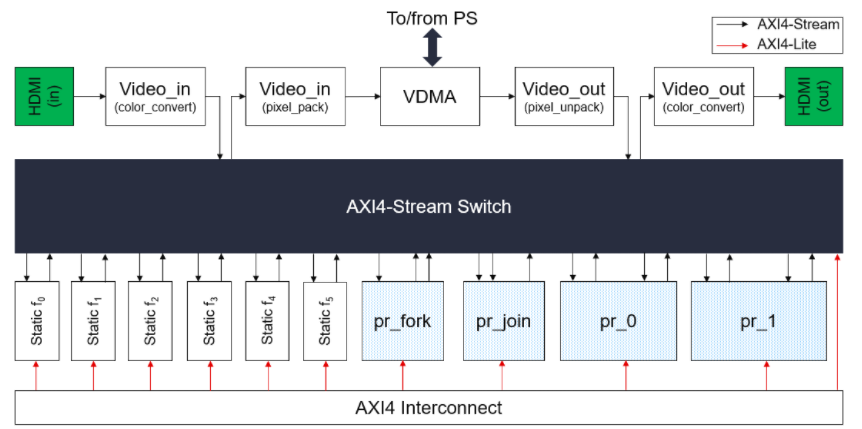 To/from PS
AXI4-Stream
AXI4-Lite
HDMI
(in)
Video_in
(color_convert)
Video_in
(pixel_pack)
VDMA
Video_out
(pixel_unpack)
Video_out
(color_convert)
HDMI
(out)
AXI4-Stream Switch
Static f₀
Static f₁
Static f₂
Static f₃
Static f₄
Static f₅
pr_fork
pr_join
pr_0
pr_1
AXI4 Interconnect